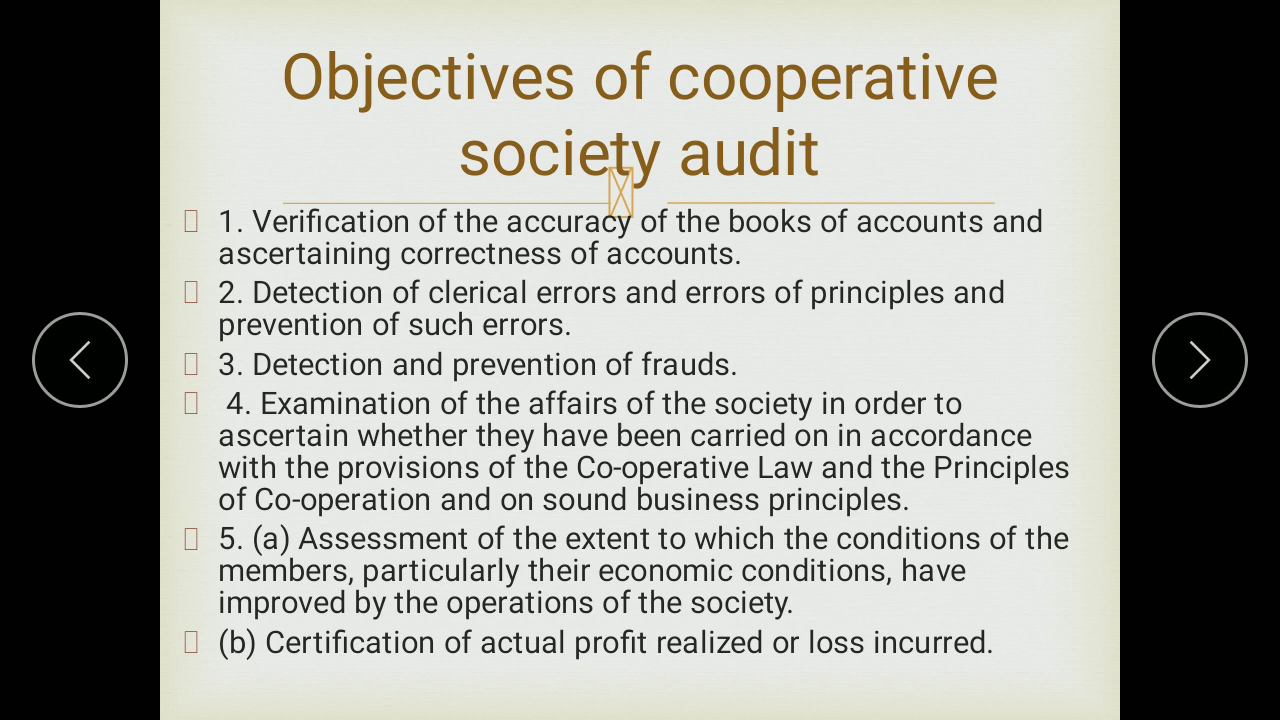 Objectives of cooperative
society audit
1. Verification of the accuracy of the books of accounts and
ascertaining correctness of accounts.
2. Detection of clerical errors and errors of principles and
prevention of such errors.
3. Detection and prevention of frauds.
4. Examination of the affairs of the society in order to
ascertain whether they have been carried on in accordance
with the provisions of the Co-operative Law and the Principles
of Co-operation and on sound business principles.
5. (a) Assessment of the extent to which the conditions of the
members, particularly their economic conditions, have
improved by the operations of the society.
(b) Certification of actual profit realized or loss incurred.